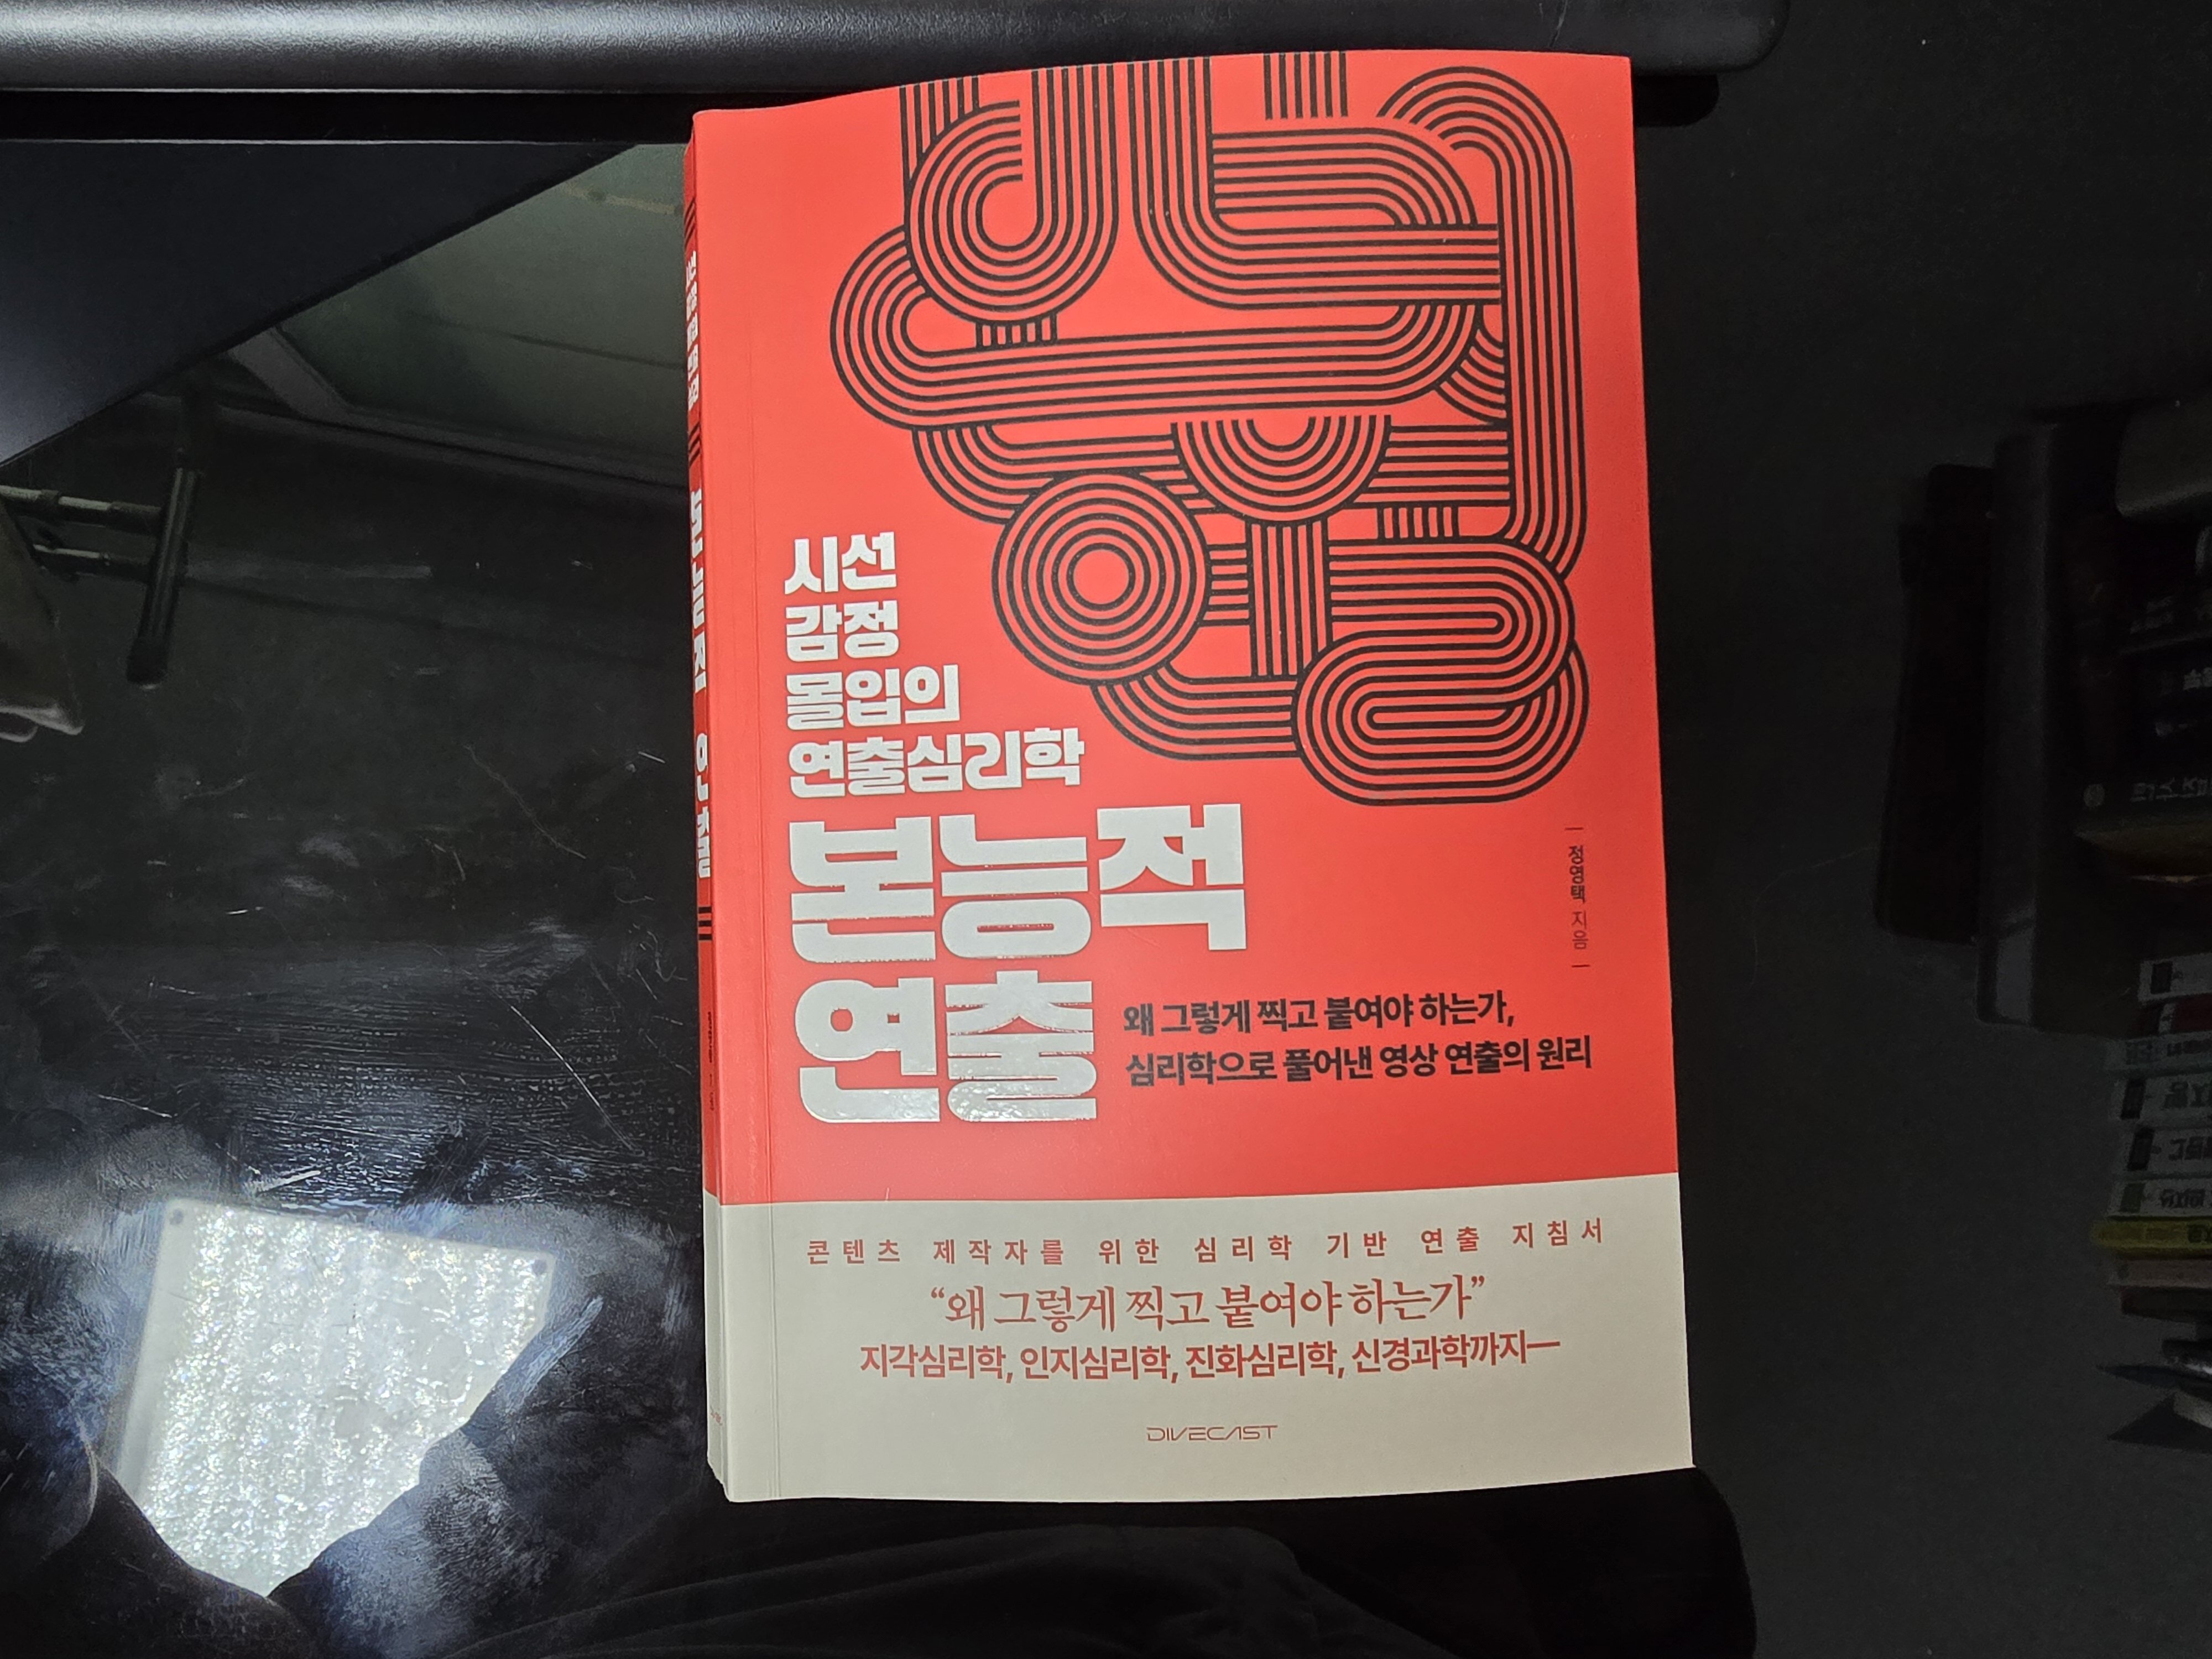 시선
감정
몰입의
연출심리학
본능적
연출
정영택 지음
왜 그렇게 찍고 붙여야 하는가,
심리학으로 풀어낸 영상 연출의 원리
콘텐츠 제작자를 위한 심리학 기반 연출 지침서
“왜 그렇게 찍고 붙여야 하는가”
지각심리학, 인지심리학, 진화심리학, 신경과학까지—
DIVECAST
본능적 연출